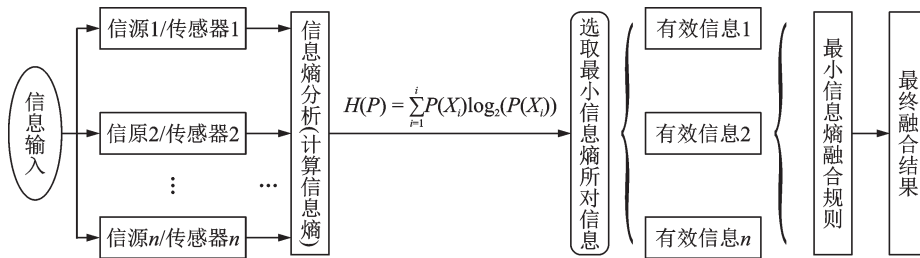 信息输入
信源1/传感器1
信原2/传感器2
⋮
信源n/传感器n
…
信息熵分析(计算信息熵)
H(P) = \sum_{i=1}^{i} P(X_i)\log_2(P(X_i))
选取最小信息熵所对信息
有效信息1
有效信息2
有效信息n
最小信息熵融合规则
最终融合结果